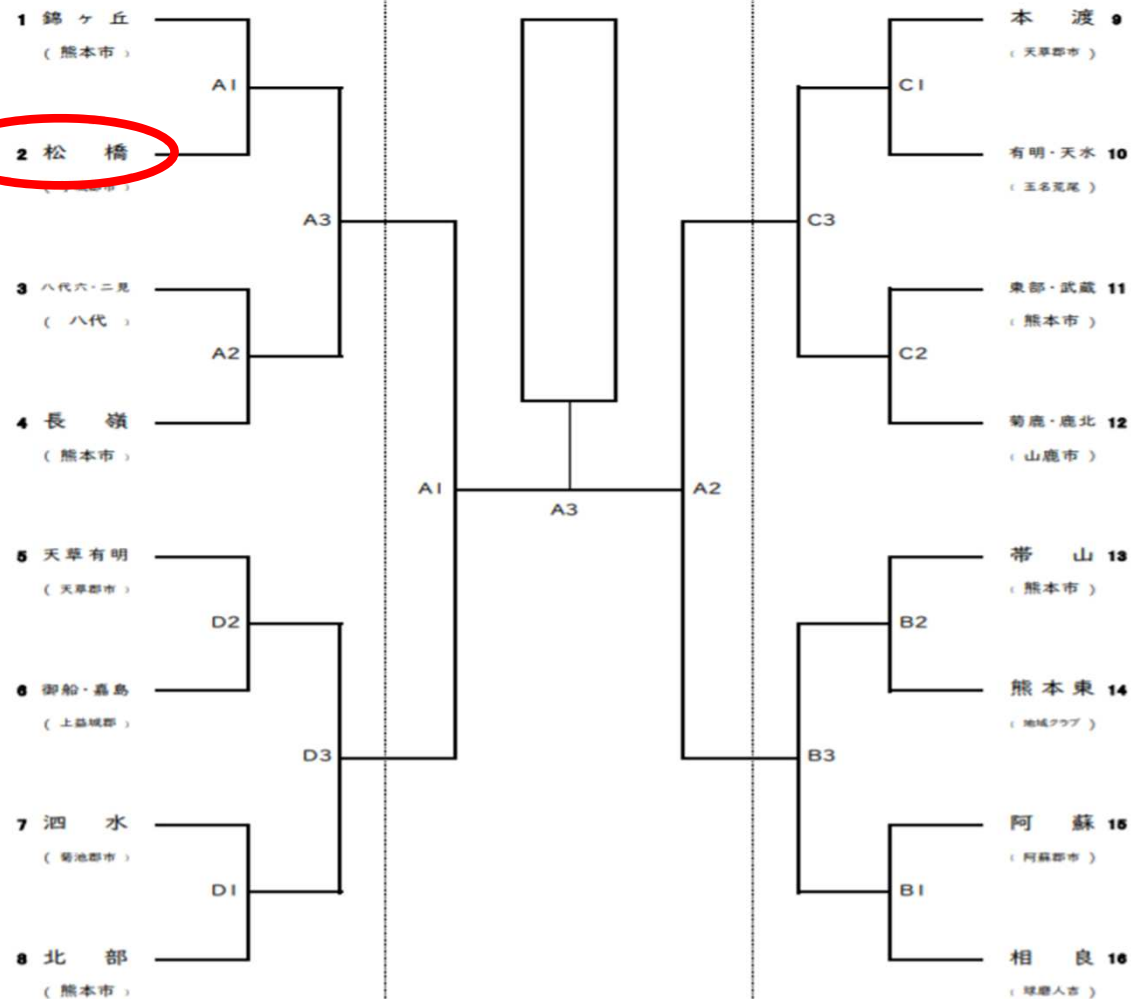 1 錦ヶ丘
(熊本市)
A1
2 松橋
A3
3 八代六・二見
(八代)
A2
4 長嶺
(熊本市)
A1
5 天草有明
(天草郡市)
D2
6 御船・嘉島
(上益城郡)
D3
7 泗水
(菊池郡市)
D1
8 北部
(熊本市)
A3
本渡 9
(天草郡市)
C1
有明・天水 10
(玉名荒尾)
C3
東部・武蔵 11
(熊本市)
C2
菊鹿・鹿北 12
(山鹿市)
A2
帯山 13
(熊本市)
B2
熊本東 14
(地域クラブ)
B3
阿蘇 15
(阿蘇郡市)
B1
相良 16
(球磨人吉)